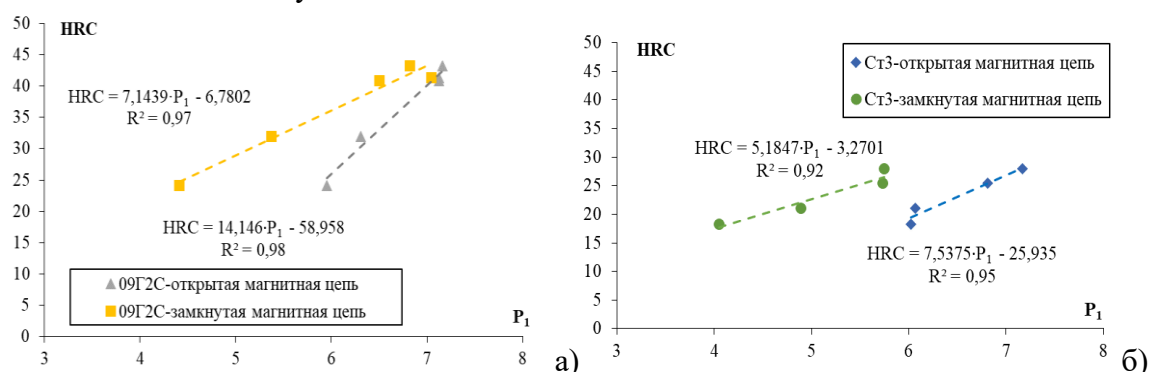 HRC
50
45
40
35
30
25
20
15
10
5
0
HRC = 7,1439·P₁ - 6,7802
R² = 0,97
HRC = 14,146·P₁ - 58,958
R² = 0,98
09Г2С-открытая магнитная цепь
09Г2С-замкнутая магнитная цепь
P₁
3 4 5 6 7 8
а)
HRC
50
45
40
35
30
25
20
15
10
5
0
Ст3-открытая магнитная цепь
Ст3-замкнутая магнитная цепь
HRC = 5,1847·P₁ - 3,2701
R² = 0,92
HRC = 7,5375·P₁ - 25,935
R² = 0,95
P₁
3 4 5 6 7 8
б)